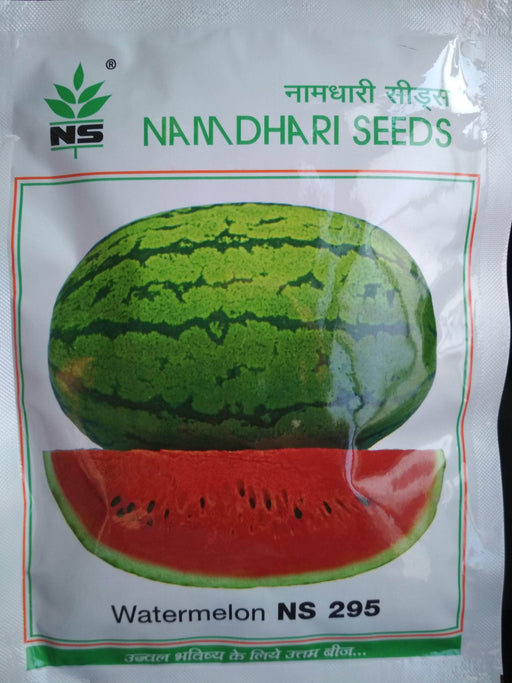 ®
NS
नामधारी सीड्स
NAMDHARI SEEDS
Watermelon NS 295
उज्वल भविष्य के लिये उत्तम बीज...